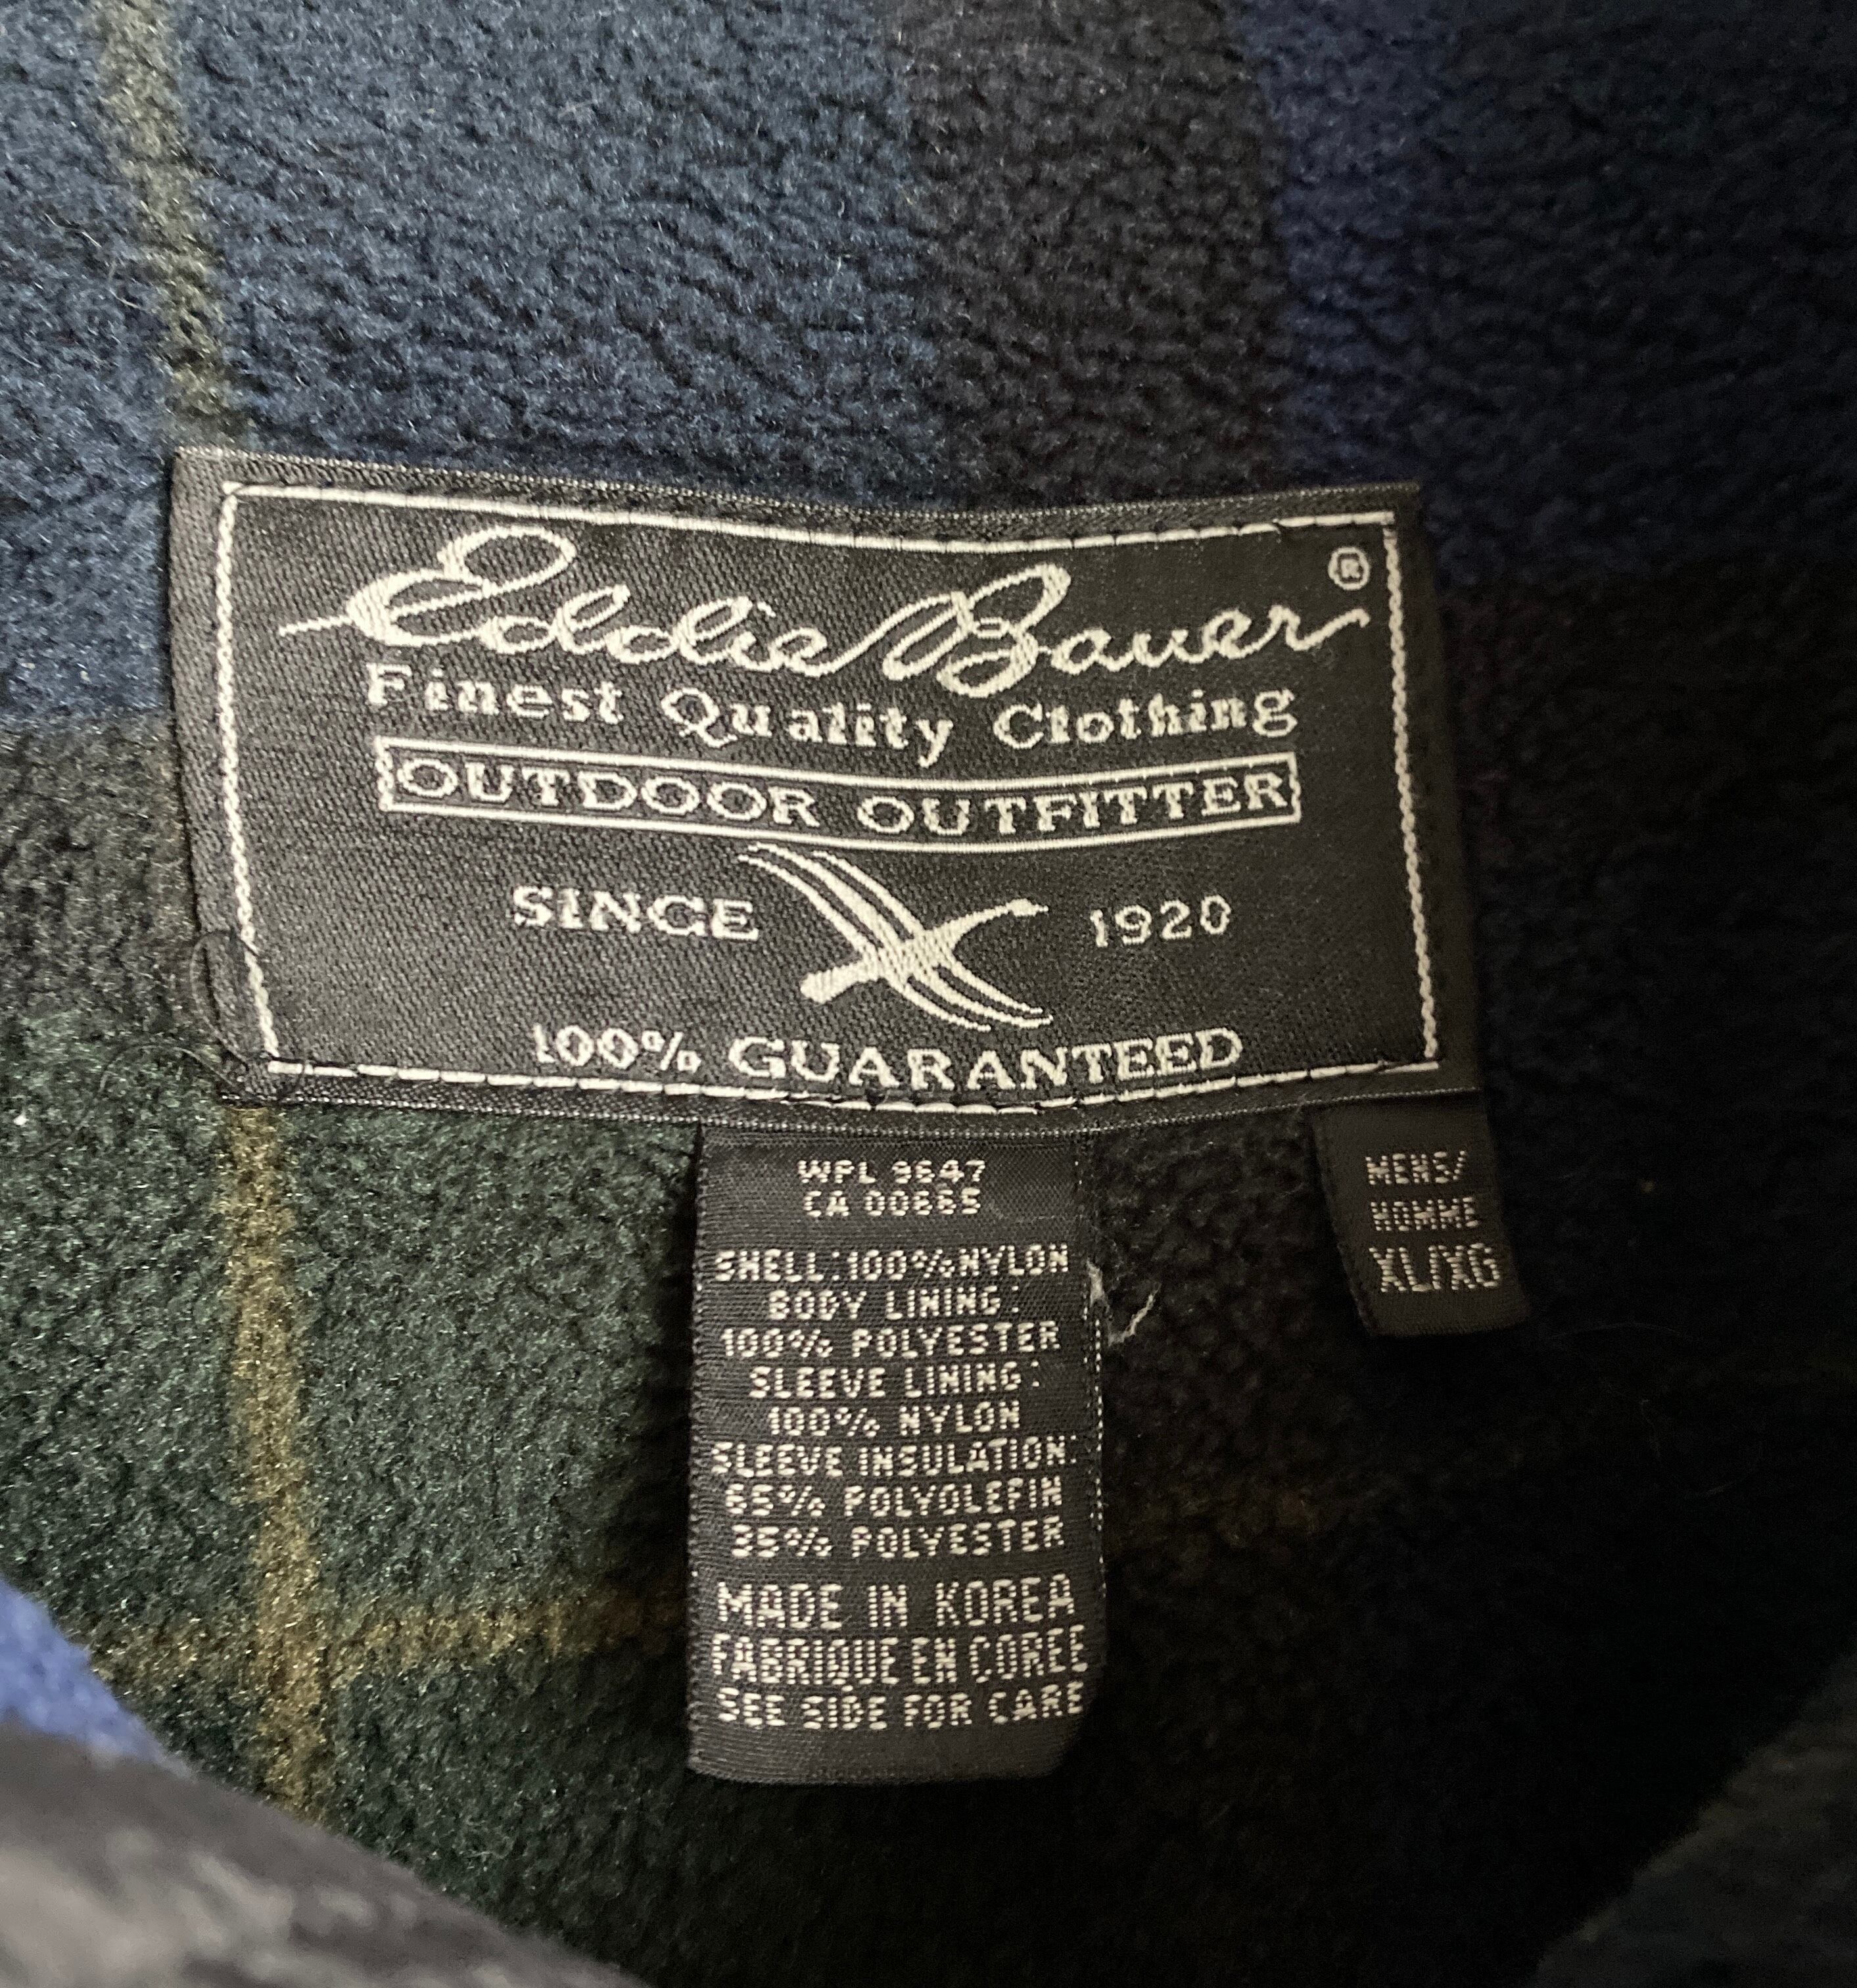 Eddie Bauer ®
Finest Quality Clothing
OUTDOOR OUTFITTER
SINCE 1920
100% GUARANTEED
WPL 9647
CA 00665
SHELL: 100% NYLON
BODY LINING:
100% POLYESTER
SLEEVE LINING:
100% NYLON
SLEEVE INSULATION:
65% POLYOLEFIN
35% POLYESTER
MADE IN KOREA
FABRIQUE EN COREE
SEE SIDE FOR CARE
MENS/
HOMME
XL/XG